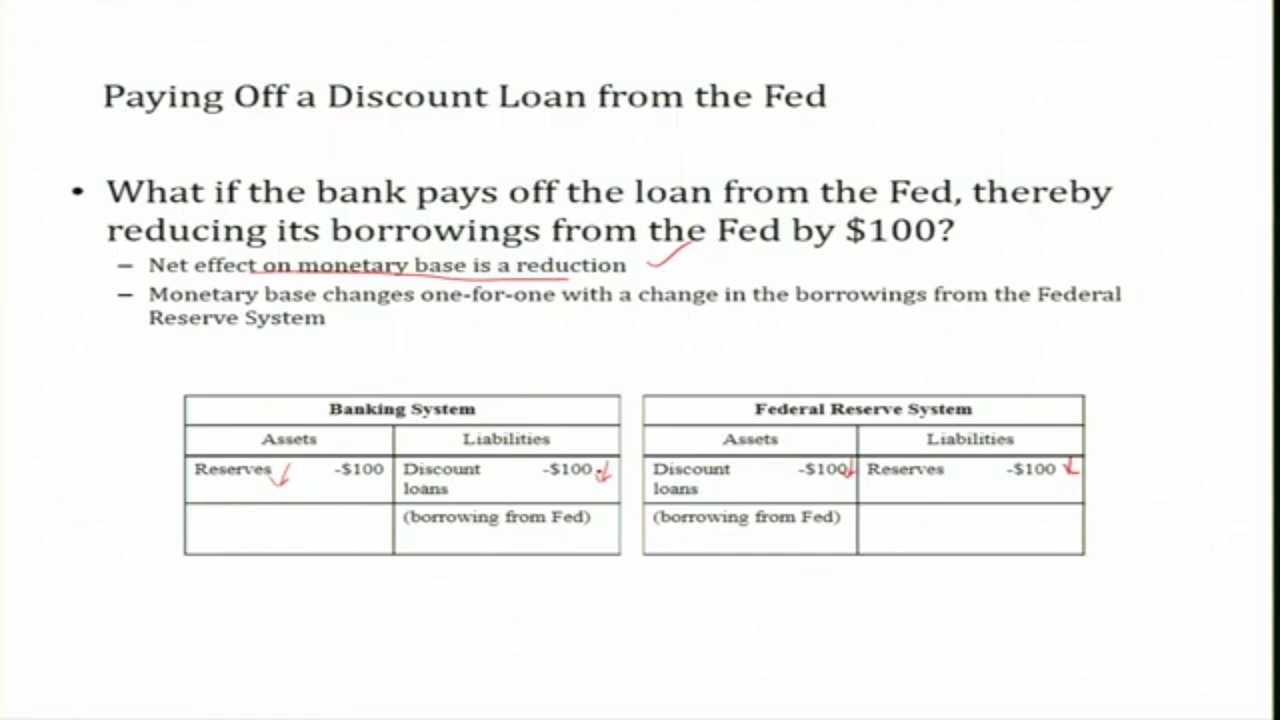 Paying Off a Discount Loan from the Fed
• What if the bank pays off the loan from the Fed, thereby
reducing its borrowings from the Fed by $100?
– Net effect on monetary base is a reduction
– Monetary base changes one-for-one with a change in the borrowings from the Federal
Reserve System
Banking System
Assets Liabilities
Reserves -$100 Discount -$100
loans
(borrowing from Fed)
Federal Reserve System
Assets Liabilities
Discount -$100 Reserves -$100
loans
(borrowing from Fed)